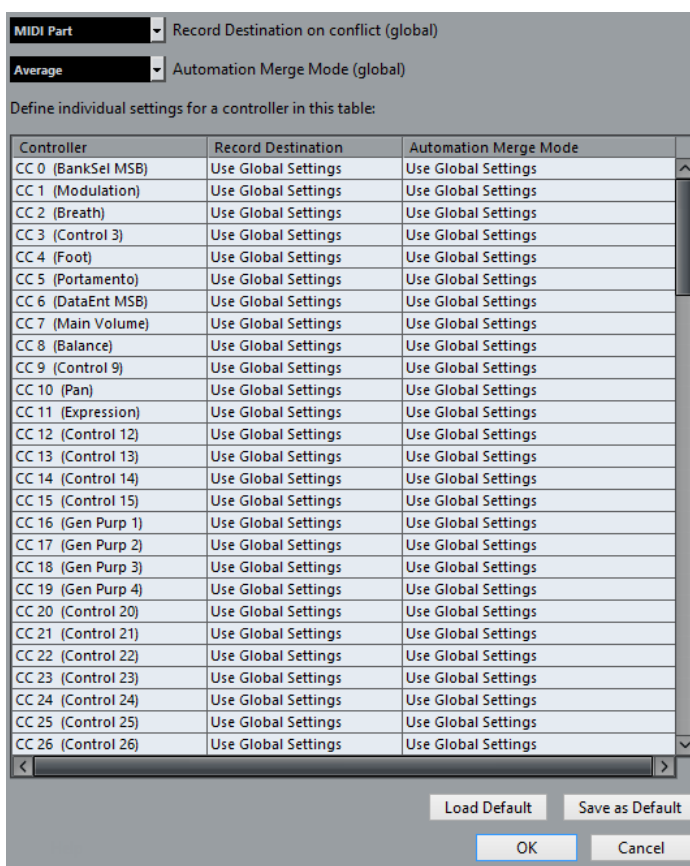 MIDI Part Record Destination on conflict (global)
Average Automation Merge Mode (global)
Define individual settings for a controller in this table:
Controller Record Destination Automation Merge Mode
CC 0 (BankSel MSB) Use Global Settings Use Global Settings
CC 1 (Modulation) Use Global Settings Use Global Settings
CC 2 (Breath) Use Global Settings Use Global Settings
CC 3 (Control 3) Use Global Settings Use Global Settings
CC 4 (Foot) Use Global Settings Use Global Settings
CC 5 (Portamento) Use Global Settings Use Global Settings
CC 6 (DataEnt MSB) Use Global Settings Use Global Settings
CC 7 (Main Volume) Use Global Settings Use Global Settings
CC 8 (Balance) Use Global Settings Use Global Settings
CC 9 (Control 9) Use Global Settings Use Global Settings
CC 10 (Pan) Use Global Settings Use Global Settings
CC 11 (Expression) Use Global Settings Use Global Settings
CC 12 (Control 12) Use Global Settings Use Global Settings
CC 13 (Control 13) Use Global Settings Use Global Settings
CC 14 (Control 14) Use Global Settings Use Global Settings
CC 15 (Control 15) Use Global Settings Use Global Settings
CC 16 (Gen Purp 1) Use Global Settings Use Global Settings
CC 17 (Gen Purp 2) Use Global Settings Use Global Settings
CC 18 (Gen Purp 3) Use Global Settings Use Global Settings
CC 19 (Gen Purp 4) Use Global Settings Use Global Settings
CC 20 (Control 20) Use Global Settings Use Global Settings
CC 21 (Control 21) Use Global Settings Use Global Settings
CC 22 (Control 22) Use Global Settings Use Global Settings
CC 23 (Control 23) Use Global Settings Use Global Settings
CC 24 (Control 24) Use Global Settings Use Global Settings
CC 25 (Control 25) Use Global Settings Use Global Settings
CC 26 (Control 26) Use Global Settings Use Global Settings
Load Default Save as Default
OK Cancel